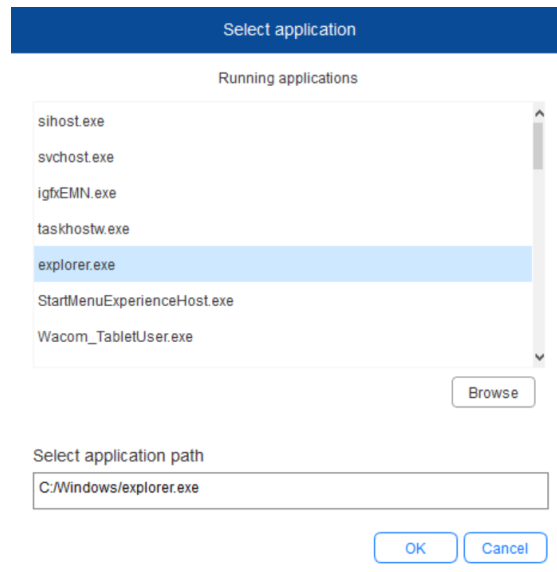 Select application
Running applications
sihost.exe
svchost.exe
igfxEMN.exe
taskhostw.exe
explorer.exe
StartMenuExperienceHost.exe
Wacom_TabletUser.exe
Browse
Select application path
C:/Windows/explorer.exe
OK Cancel